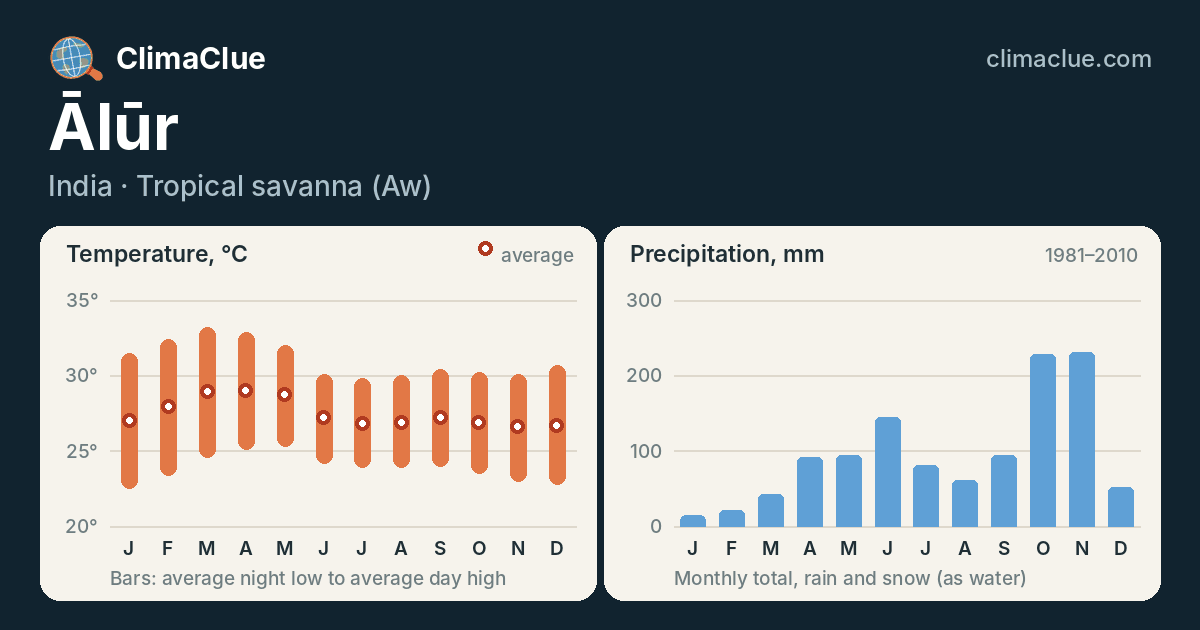 ClimaClue
climaclue.com
Ālūr
India · Tropical savanna (Aw)
Temperature, °C
average
35°
30°
25°
20°
J F M A M J J A S O N D
Bars: average night low to average day high
Precipitation, mm
1981–2010
300
200
100
0
J F M A M J J A S O N D
Monthly total, rain and snow (as water)